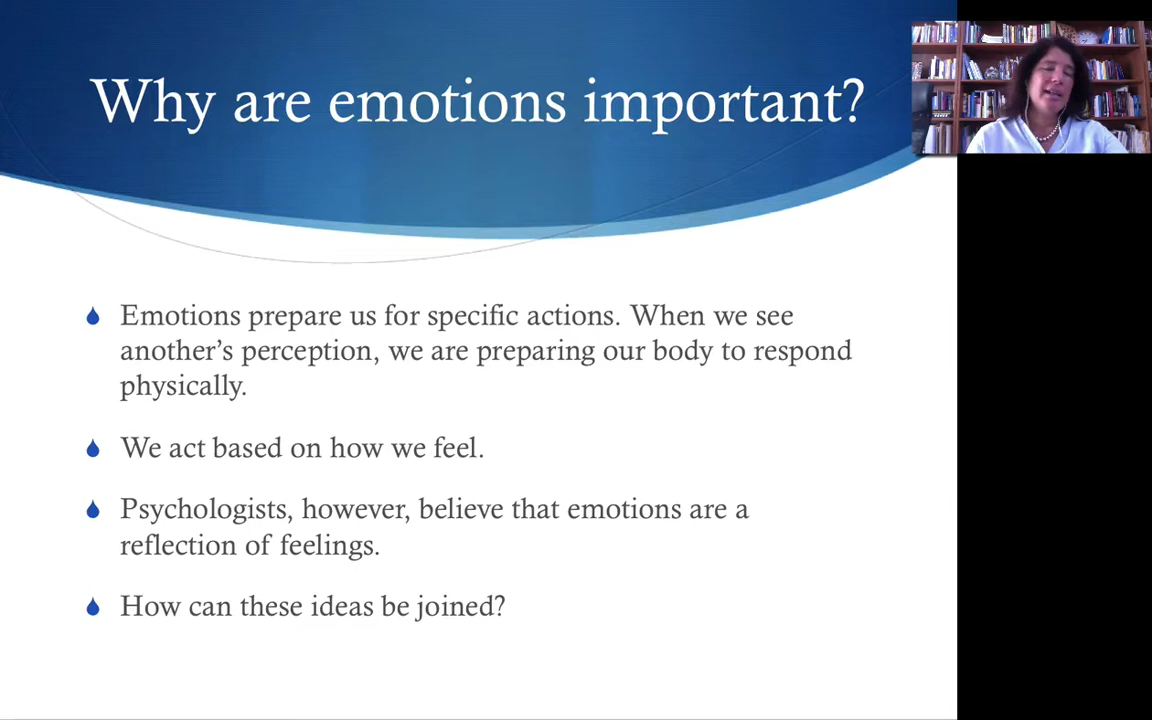 Why are emotions important?
Emotions prepare us for specific actions. When we see
another’s perception, we are preparing our body to respond
physically.
We act based on how we feel.
Psychologists, however, believe that emotions are a
reflection of feelings.
How can these ideas be joined?